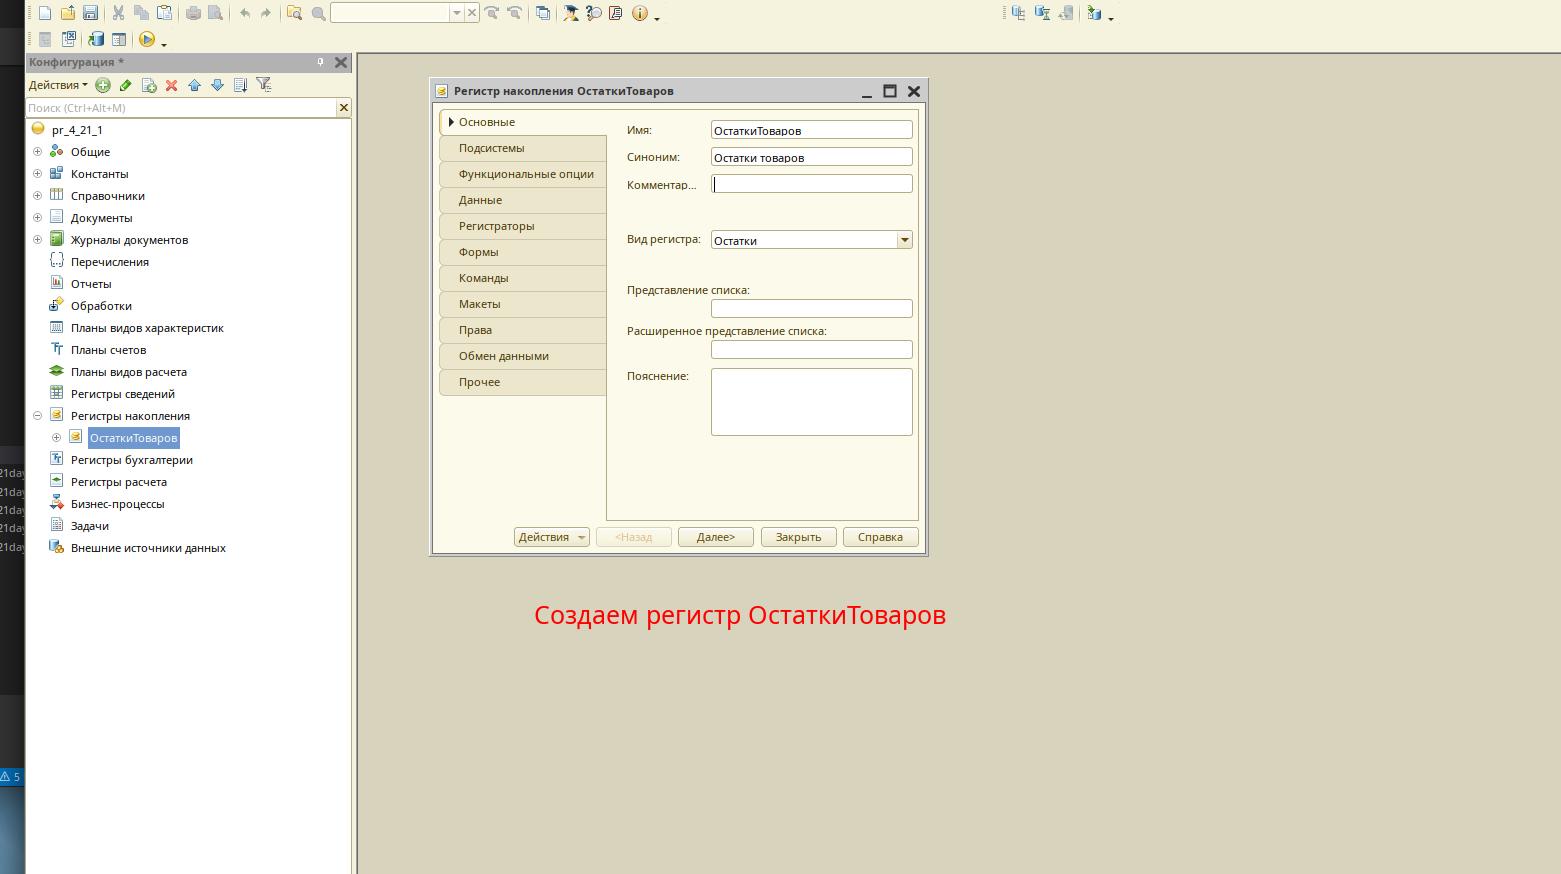 Конфигурация *
Действия
Поиск (Ctrl+Alt+M)
pr_4_21_1
Общие
Константы
Справочники
Документы
Журналы документов
Перечисления
Отчеты
Обработки
Планы видов характеристик
Планы счетов
Планы видов расчета
Регистры сведений
Регистры накопления
ОстаткиТоваров
Регистры бухгалтерии
Регистры расчета
Бизнес-процессы
Задачи
Внешние источники данных
21day
21day
21day
21day
21day
5
Регистр накопления ОстаткиТоваров
Основные
Подсистемы
Функциональные опции
Данные
Регистраторы
Формы
Команды
Макеты
Права
Обмен данными
Прочее
Имя: ОстаткиТоваров
Синоним: Остатки товаров
Комментар...
Вид регистра: Остатки
Представление списка:
Расширенное представление списка:
Пояснение:
Действия <Назад Далее> Закрыть Справка
Создаем регистр ОстаткиТоваров